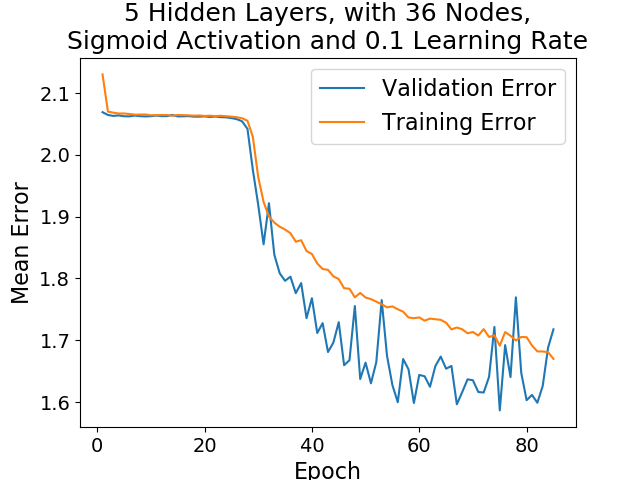 5 Hidden Layers, with 36 Nodes,
Sigmoid Activation and 0.1 Learning Rate
Validation Error
Training Error
Mean Error
2.1
2.0
1.9
1.8
1.7
1.6
0 20 40 60 80
Epoch